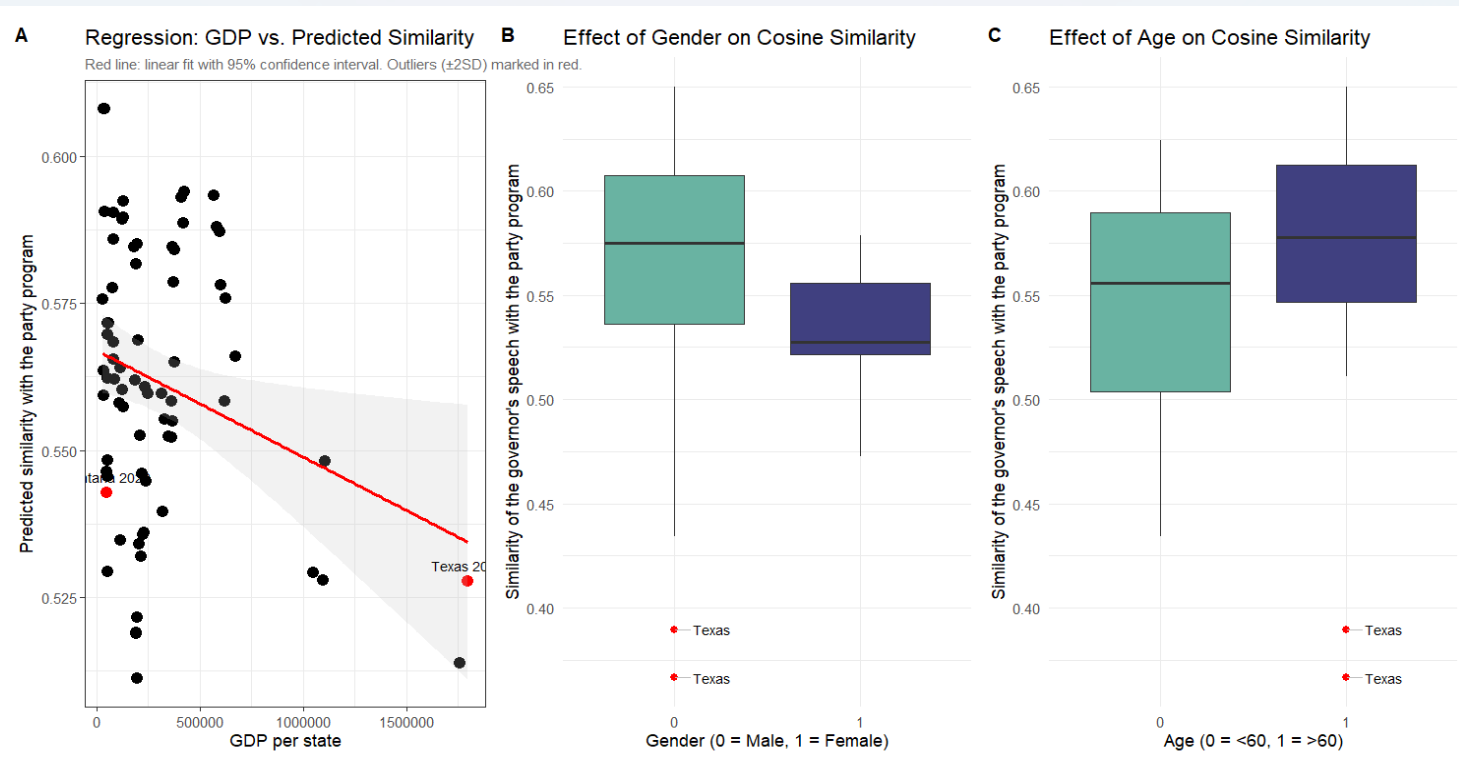 A
Regression: GDP vs. Predicted Similarity
Red line: linear fit with 95% confidence interval. Outliers (±2SD) marked in red.
Predicted similarity with the party program
0.600
0.575
0.550
0.525
Texas 20
0
500000
1000000
1500000
GDP per state
B
Effect of Gender on Cosine Similarity
Similarity of the governor's speech with the party program
0.65
0.60
0.55
0.50
0.45
0.40
Texas
Texas
0
1
Gender (0 = Male, 1 = Female)
C
Effect of Age on Cosine Similarity
Similarity of the governor's speech with the party program
0.65
0.60
0.55
0.50
0.45
0.40
Texas
Texas
0
1
Age (0 = <60, 1 = >60)